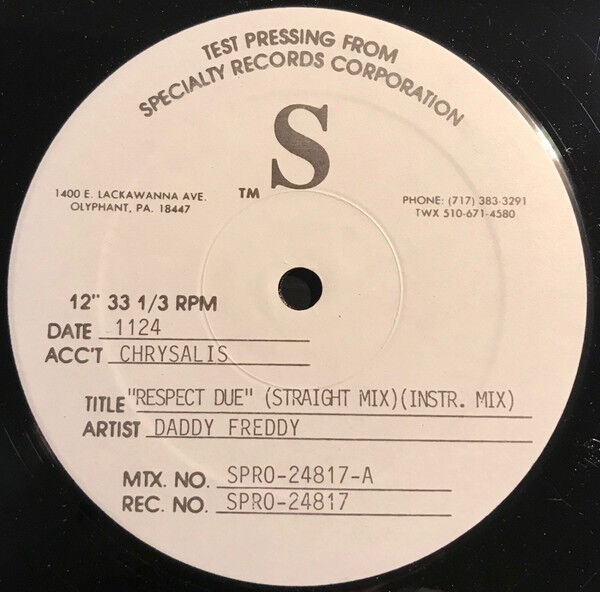 TEST PRESSING FROM
SPECIALTY RECORDS CORPORATION
S
TM
1400 E. LACKAWANNA AVE.
OLYPHANT, PA. 18447
PHONE: (717) 383-3291
TWX 510-671-4580
12" 33 1/3 RPM
DATE 1124
ACC'T CHRYSALIS
TITLE "RESPECT DUE" (STRAIGHT MIX)(INSTR. MIX)
ARTIST DADDY FREDDY
MTX. NO. SPRO-24817-A
REC. NO. SPRO-24817